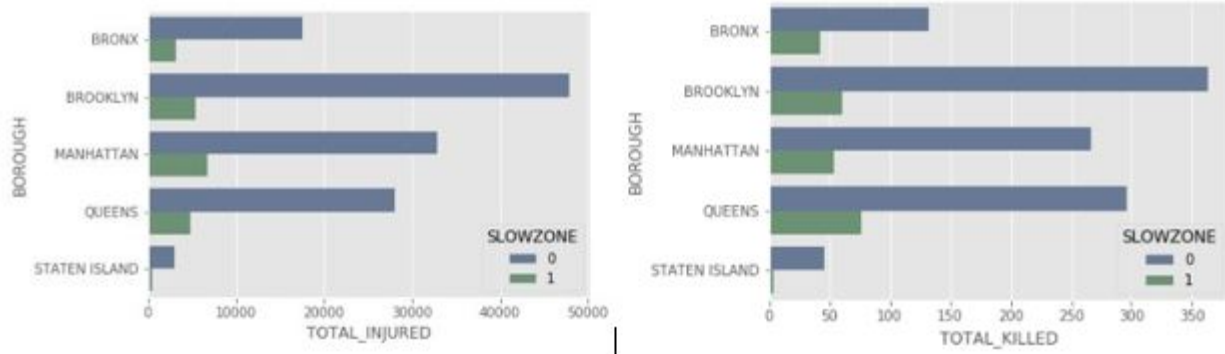 BRONX
BROOKLYN
MANHATTAN
QUEENS
STATEN ISLAND
BOROUGH
SLOWZONE
0
1
0 10000 20000 30000 40000 50000
TOTAL_INJURED
BRONX
BROOKLYN
MANHATTAN
QUEENS
STATEN ISLAND
BOROUGH
SLOWZONE
0
1
0 50 100 150 200 250 300 350
TOTAL_KILLED